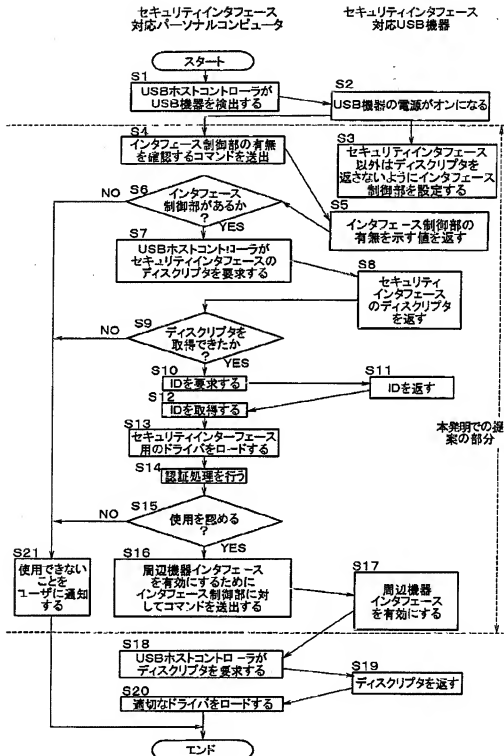 セキュリティインタフェース
対応パーソナルコンピュータ
セキュリティインタフェース
対応USB機器
スタート
S1
USBホストコントローラが
USB機器を検出する
S2
USB機器の電源がオンになる
S4
インタフェース制御部の有無
を確認するコマンドを送出
S3
セキュリティインタフェース
以外はディスクリプタを
返さないようにインタフェース
制御部を設定する
S6
NO
インタフェース
制御部があるか
?
YES
S5
インタフェース制御部の
有無を示す値を返す
S7
USBホストコントローラが
セキュリティインタフェースの
ディスクリプタを要求する
S8
セキュリティ
インタフェース
のディスクリプタ
を返す
S9
NO
ディスクリプタを
取得できたか
?
YES
S10
IDを要求する
S11
IDを返す
S12
IDを取得する
S13
セキュリティインターフェース
用のドライバをロードする
S14
認証処理を行う
本発明での提
案の部分
S15
NO
使用を認める
?
YES
S21
使用できない
ことを
ユーザに通知
する
S16
周辺機器インタフェース
を有効にするために
インタフェース制御部に対
してコマンドを送出する
S17
周辺機器
インタフェース
を有効にする
S18
USBホストコントローラが
ディスクリプタを要求する
S19
ディスクリプタを返す
S20
適切なドライバをロードする
エンド